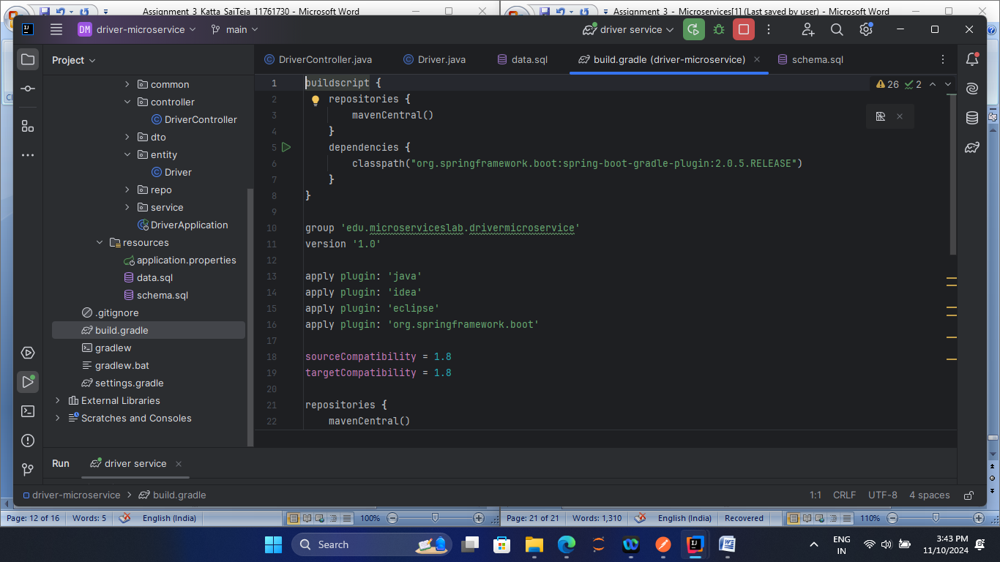 Assignment_3_Katta_SaiTeja_11761730 - Microsoft Word
Assignment_3_-_Microservices[1] (Last saved by user) - Microsoft Word
DM driver-microservice
main
driver service
Project
DriverController.java
Driver.java
data.sql
build.gradle (driver-microservice)
schema.sql
common
controller
DriverController
dto
entity
Driver
repo
service
DriverApplication
resources
application.properties
data.sql
schema.sql
.gitignore
build.gradle
gradlew
gradlew.bat
settings.gradle
External Libraries
Scratches and Consoles
26 2
1 buildscript {
2 repositories {
3 mavenCentral()
4 }
5 dependencies {
6 classpath("org.springframework.boot:spring-boot-gradle-plugin:2.0.5.RELEASE")
7 }
8 }
9
10 group 'edu.microserviceslab.drivermicroservice'
11 version '1.0'
12
13 apply plugin: 'java'
14 apply plugin: 'idea'
15 apply plugin: 'eclipse'
16 apply plugin: 'org.springframework.boot'
17
18 sourceCompatibility = 1.8
19 targetCompatibility = 1.8
20
21 repositories {
22 mavenCentral()
Run driver service
driver-microservice > build.gradle
1:1 CRLF UTF-8 4 spaces
Page: 12 of 16 Words: 5 English (India) 100%
Page: 21 of 21 Words: 1,310 English (India) Recovered 110%
Search
ENG
IN
3:43 PM
11/10/2024